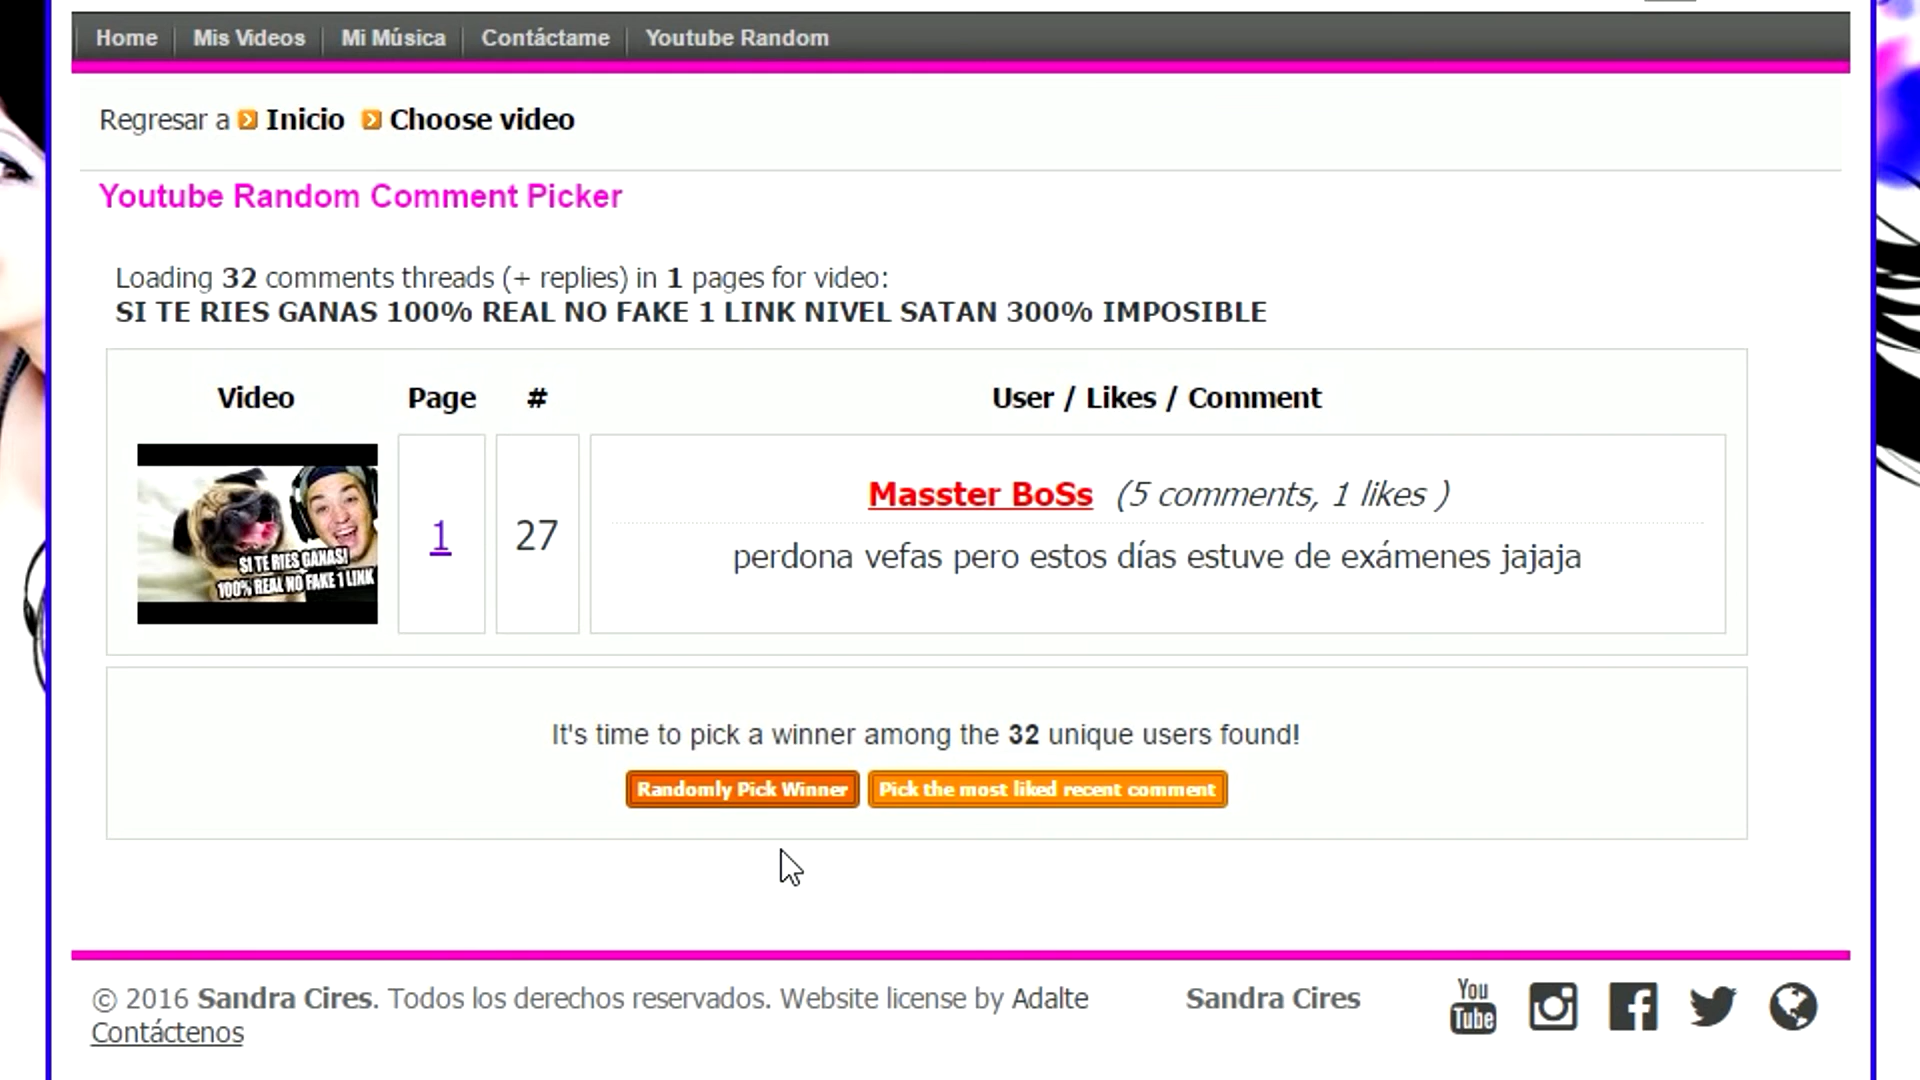 Home Mis Videos Mi Música Contáctame Youtube Random
Regresar a Inicio Choose video
Youtube Random Comment Picker
Loading 32 comments threads (+ replies) in 1 pages for video:
SI TE RIES GANAS 100% REAL NO FAKE 1 LINK NIVEL SATAN 300% IMPOSIBLE
Video Page # User / Likes / Comment
SI TE RIES GANAS!
100% REAL NO FAKE 1 LINK
1
27
Masster BoSs (5 comments, 1 likes )
perdona vefas pero estos días estuve de exámenes jajaja
It's time to pick a winner among the 32 unique users found!
Randomly Pick Winner Pick the most liked recent comment
© 2016 Sandra Cires. Todos los derechos reservados. Website license by Adalte
Contáctenos
Sandra Cires
You
Tube